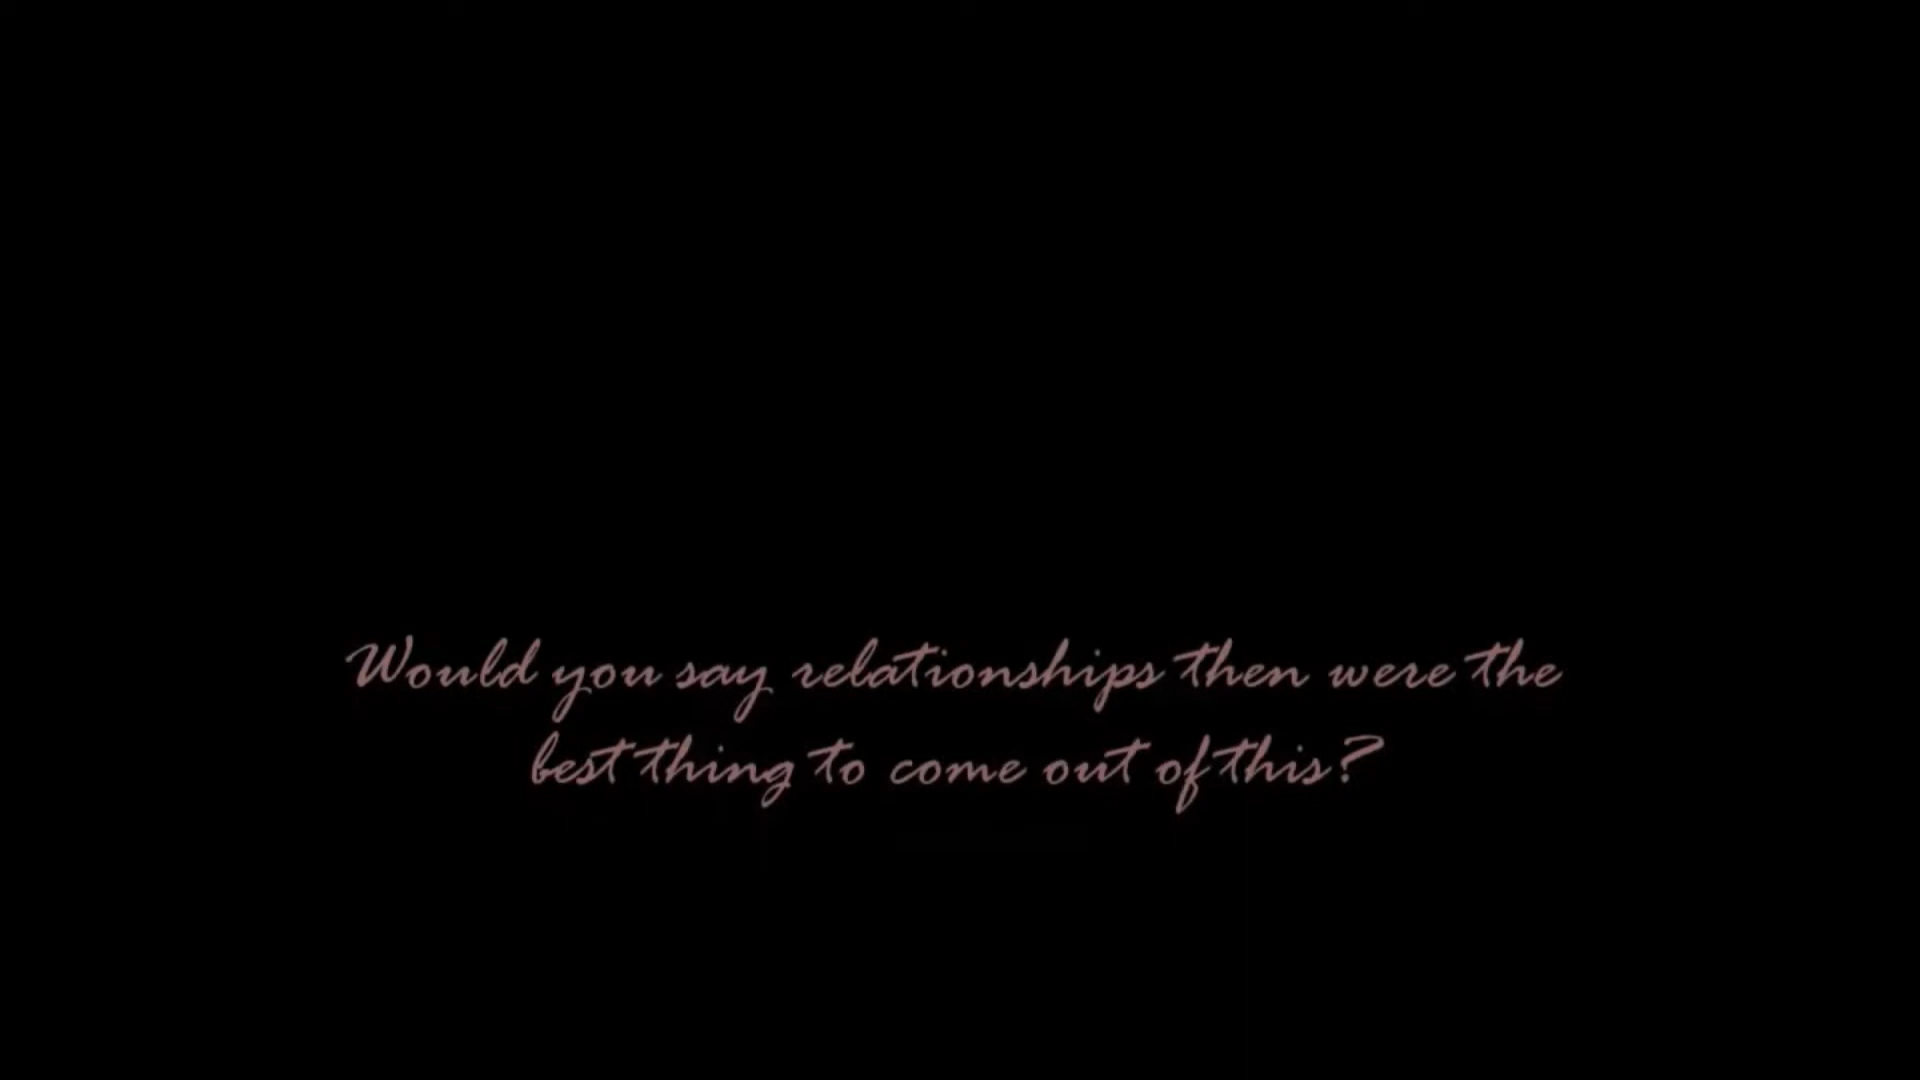 Would you say relationships then were the
best thing to come out of this?